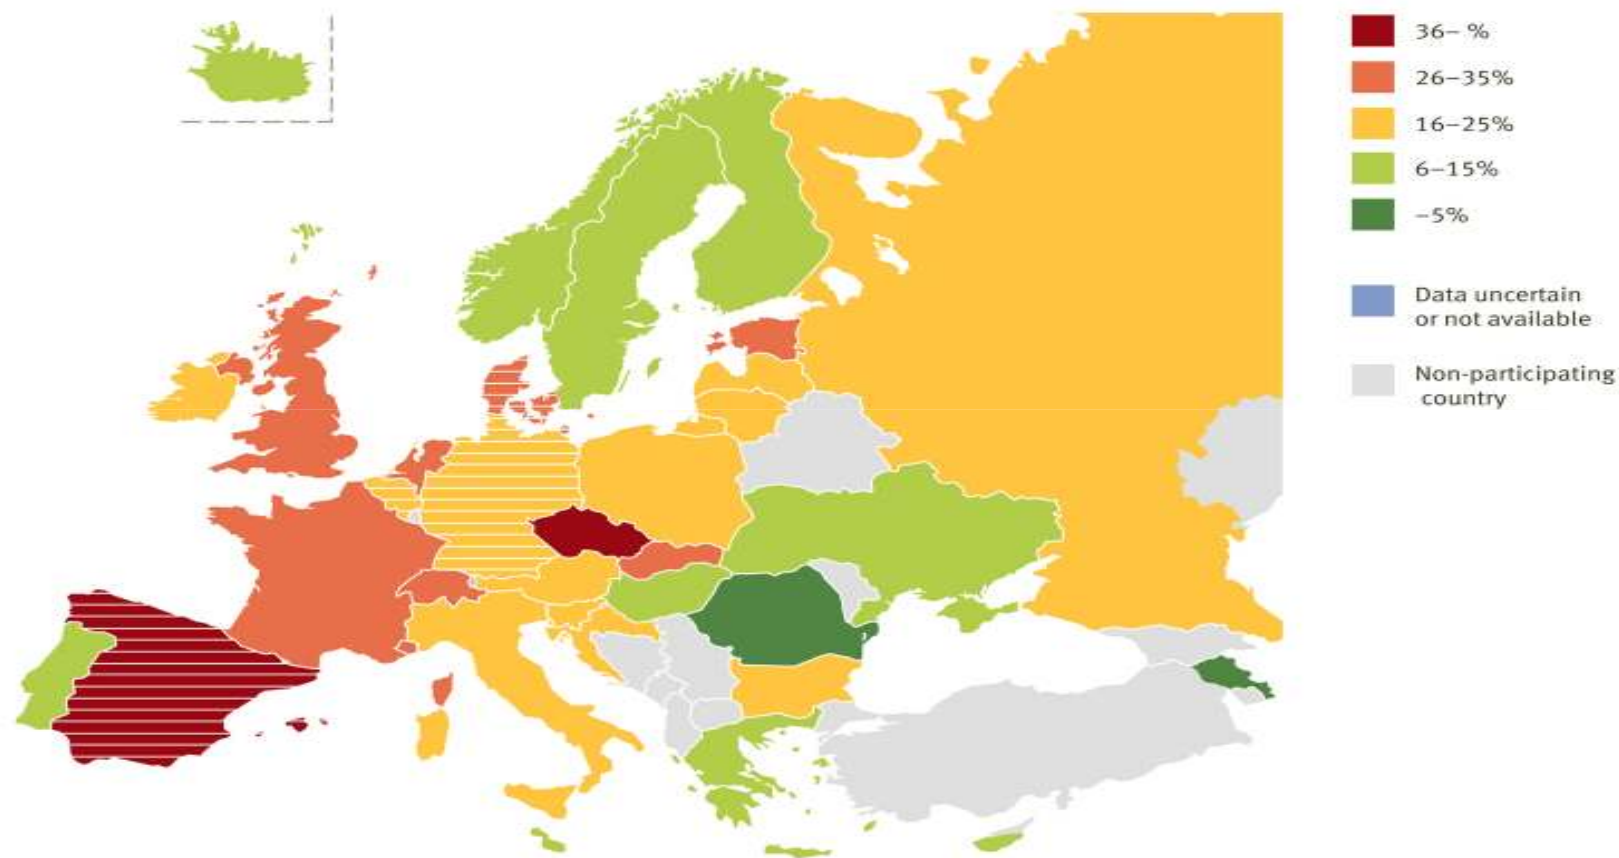 36– %
26–35%
16–25%
6–15%
–5%
Data uncertain
or not available
Non-participating
country